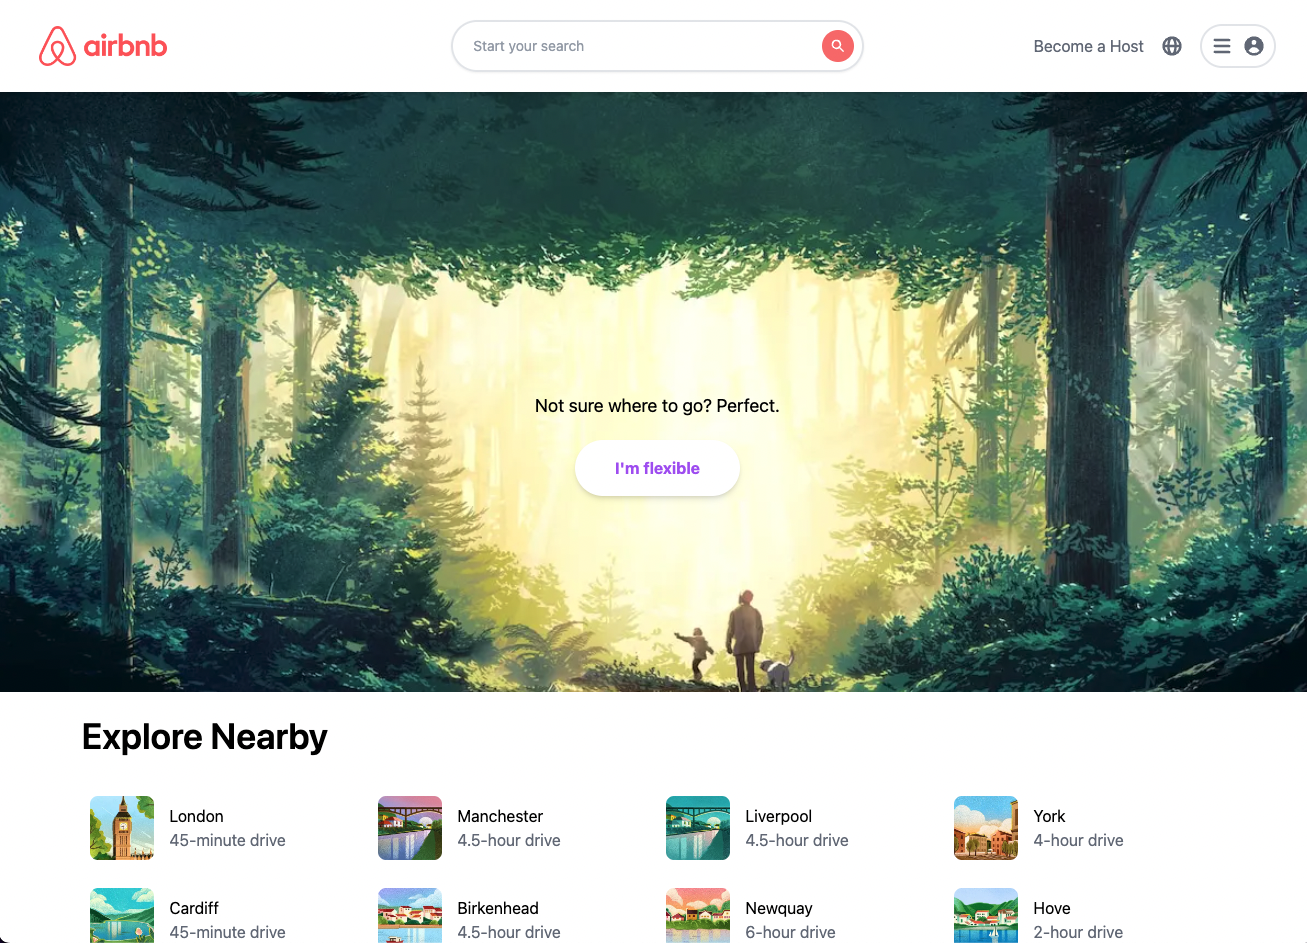 airbnb
Start your search
Become a Host
Not sure where to go? Perfect.
I'm flexible
Explore Nearby
London
45-minute drive
Manchester
4.5-hour drive
Liverpool
4.5-hour drive
York
4-hour drive
Cardiff
45-minute drive
Birkenhead
4.5-hour drive
Newquay
6-hour drive
Hove
2-hour drive